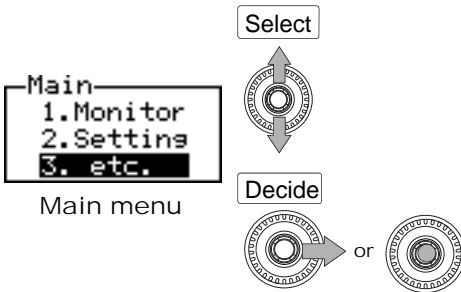 Select
Main
1.Monitor
2.Setting
3. etc.
Main menu
Decide
or